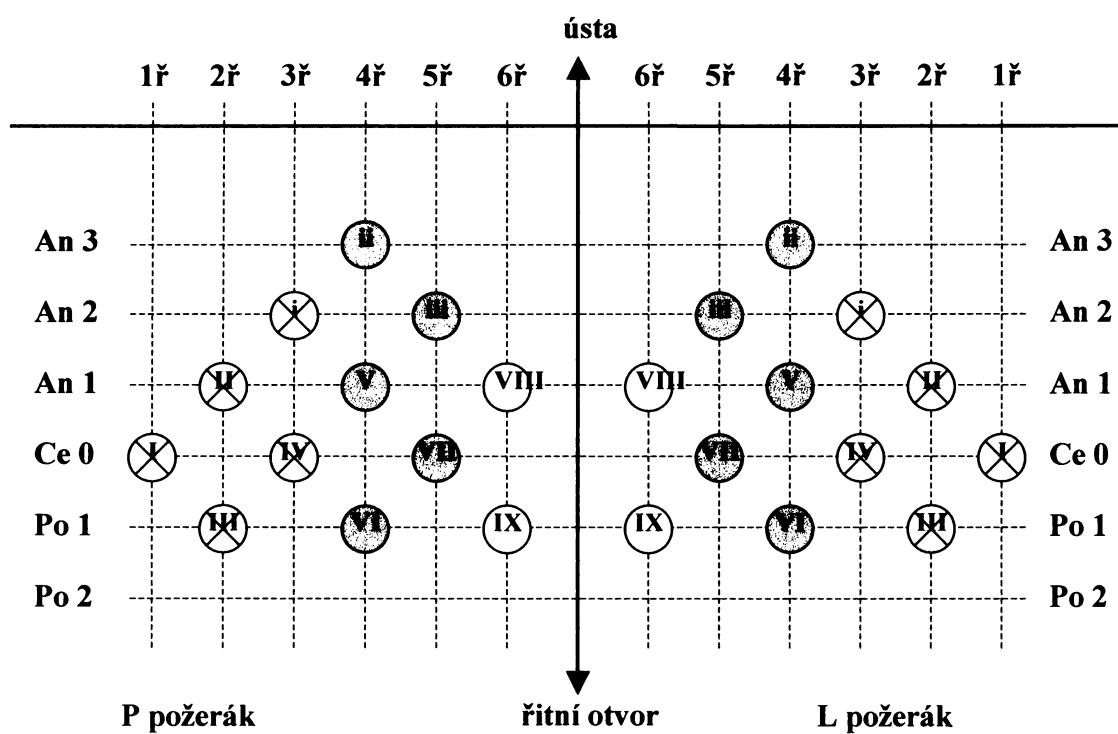 ústa
1ř 2ř 3ř 4ř 5ř 6ř 6ř 5ř 4ř 3ř 2ř 1ř
An 3 ii ii An 3
An 2 i iii iii i An 2
An 1 II V VIII VIII V II An 1
Ce 0 I IV VII VII IV I Ce 0
Po 1 III VI IX IX VI III Po 1
Po 2 Po 2
P požerák řitní otvor L požerák